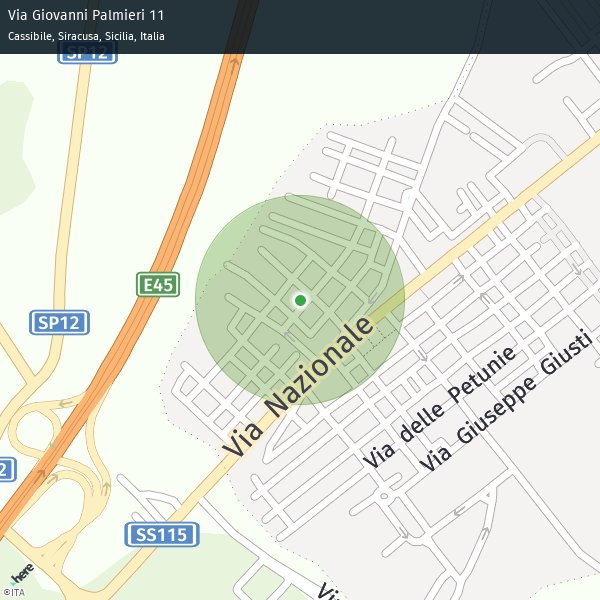 Via Giovanni Palmieri 11
Cassibile, Siracusa, Sicilia, Italia
SP12
E45
SP12
Via Nazionale
Via delle Petunie
Via Giuseppe Giusti
2
SS115
here
©ITA